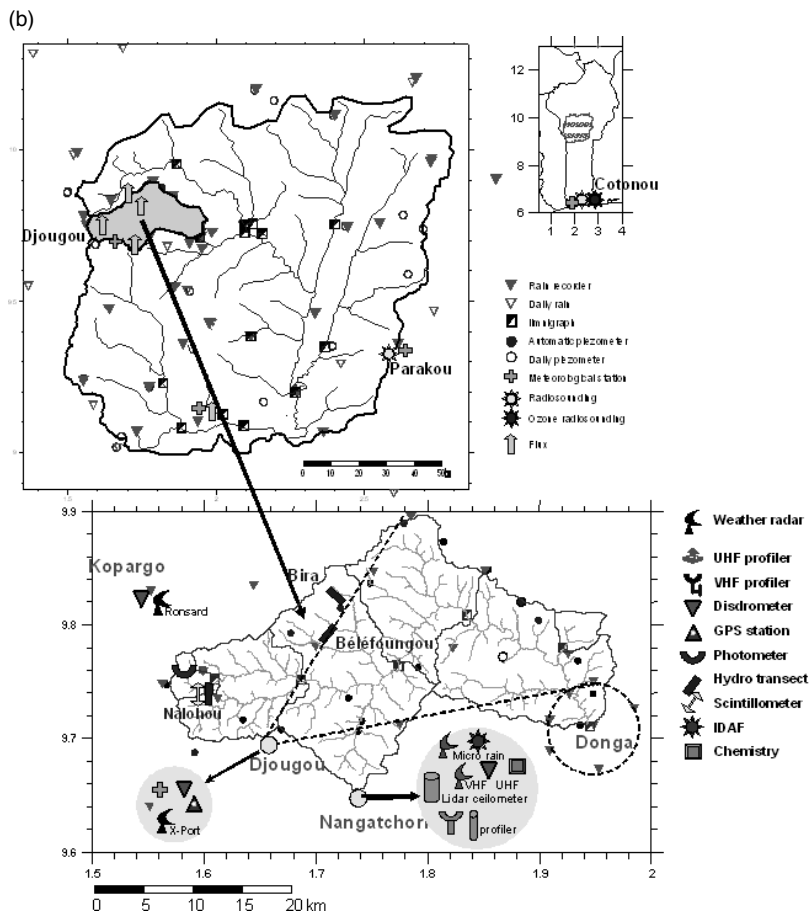 (b)
Djougou
Parakou
0 10 20 30 40 50
12
10
8
6
Cotonou
0 1 2 3 4
Rain recorder
Daily rain
limnigraph
Automatic piezometer
Daily piezometer
Meteorological station
Radiosounding
Ozone radiosounding
Flux
9.9
9.8
9.7
9.6
Kopargo
Ronsard
Bira
Béléfoungou
Nalohou
Djougou
Donga
Nangatchori
X-Port
Micro rain
VHF UHF
Lidar ceilometer
profiler
1.5 1.6 1.7 1.8 1.9 2
0 5 10 15 20 km
Weather radar
UHF profiler
VHF profiler
Disdrometer
GPS station
Photometer
Hydro transect
Scintillometer
IDAF
Chemistry